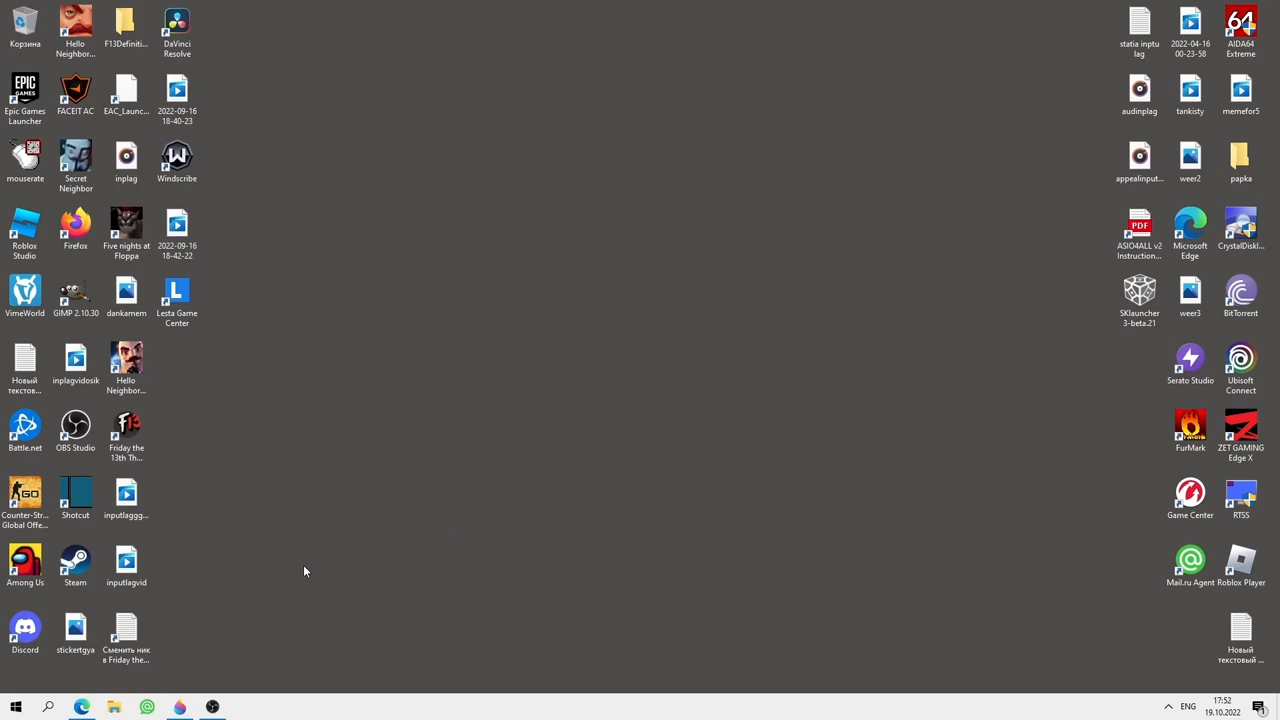 Корзина
Hello
Neighbor...
F13Definiti...
DaVinci
Resolve
EPIC
GAMES
Epic Games
Launcher
FACEIT AC
EAC_Launc...
2022-09-16
18-40-23
mouserate
Secret
Neighbor
inplag
Windscribe
Roblox
Studio
Firefox
Five nights at
Floppa
2022-09-16
18-42-22
VimeWorld
GIMP 2.10.30
dankamem
L
Lesta Game
Center
Новый
текстов...
inplagvidosik
Hello
Neighbor...
Battle.net
OBS Studio
Friday the
13th Th...
GO
Counter-Str...
Global Offe...
Shotcut
inputlaggg...
Among Us
Steam
inputlagvid
Discord
stickertgya
Сменить ник
в Friday the...
statia inptu
lag
2022-04-16
00-23-58
64
AIDA64
Extreme
audinplag
tankisty
memefor5
appealinput...
weer2
papka
PDF
ASIO4ALL v2
Instruction...
Microsoft
Edge
CrystalDiskI...
SKlauncher
3-beta.21
weer3
BitTorrent
Serato Studio
Ubisoft
Connect
FurMark
ZET GAMING
Edge X
Game Center
RTSS
Mail.ru Agent
Roblox Player
Новый
текстовый ...
ENG
17:52
19.10.2022
1